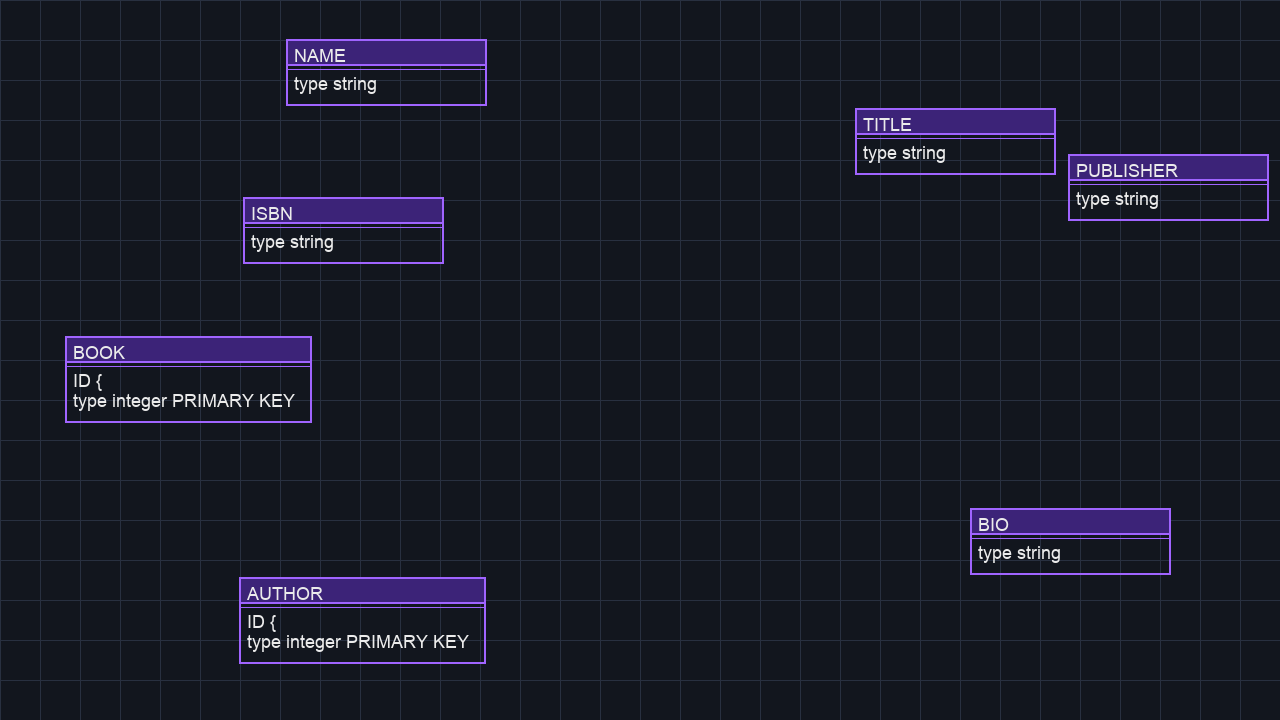 NAME
type string
TITLE
type string
PUBLISHER
type string
ISBN
type string
BOOK
ID {
type integer PRIMARY KEY
BIO
type string
AUTHOR
ID {
type integer PRIMARY KEY